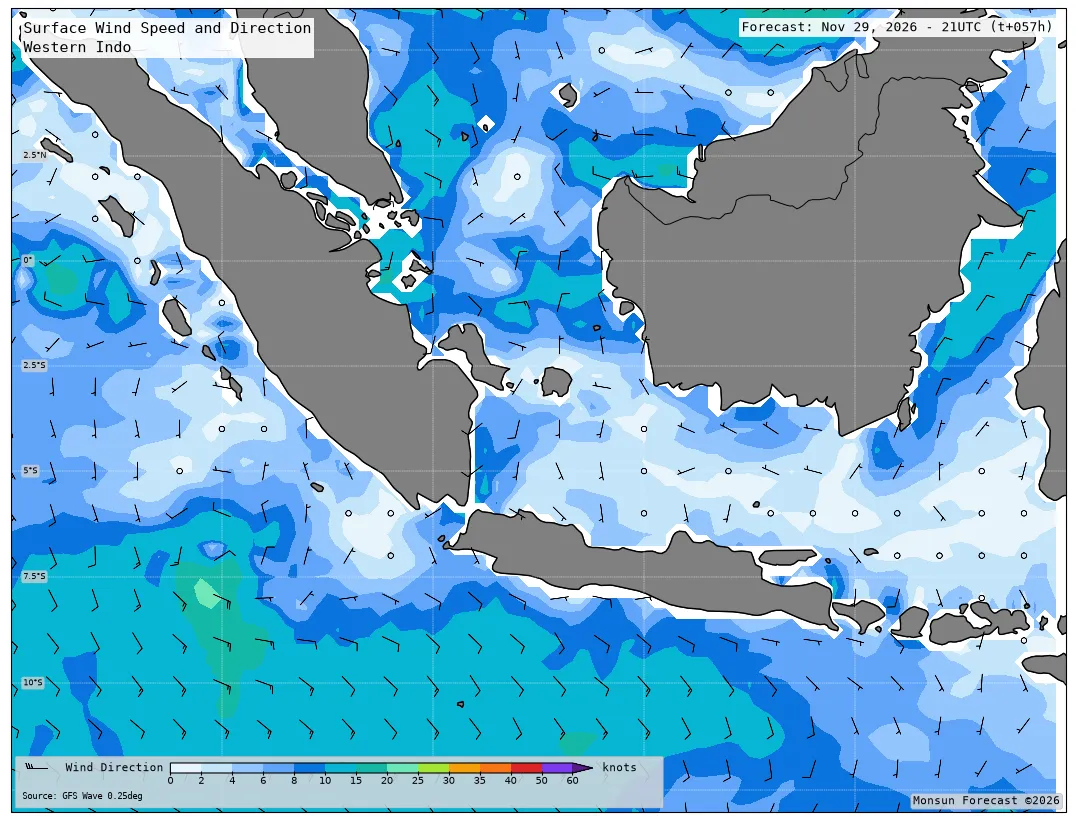 Surface Wind Speed and Direction
Western Indo
Forecast: Nov 29, 2026 - 21UTC (t+057h)
2.5°N
0°
2.5°S
5°S
7.5°S
10°S
Wind Direction
0 2 4 6 8 10 15 20 25 30 35 40 50 60
knots
Source: GFS Wave 0.25deg
Monsun Forecast ©2026